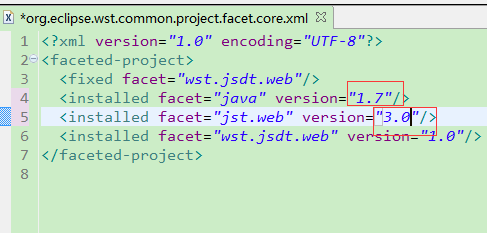 *org.eclipse.wst.common.project.facet.core.xml
1 <?xml version="1.0" encoding="UTF-8"?>
2 <faceted-project>
3 <fixed facet="wst.jsdt.web"/>
4 <installed facet="java" version="1.7"/>
5 <installed facet="jst.web" version="3.0"/>
6 <installed facet="wst.jsdt.web" version="1.0"/>
7 </faceted-project>
8